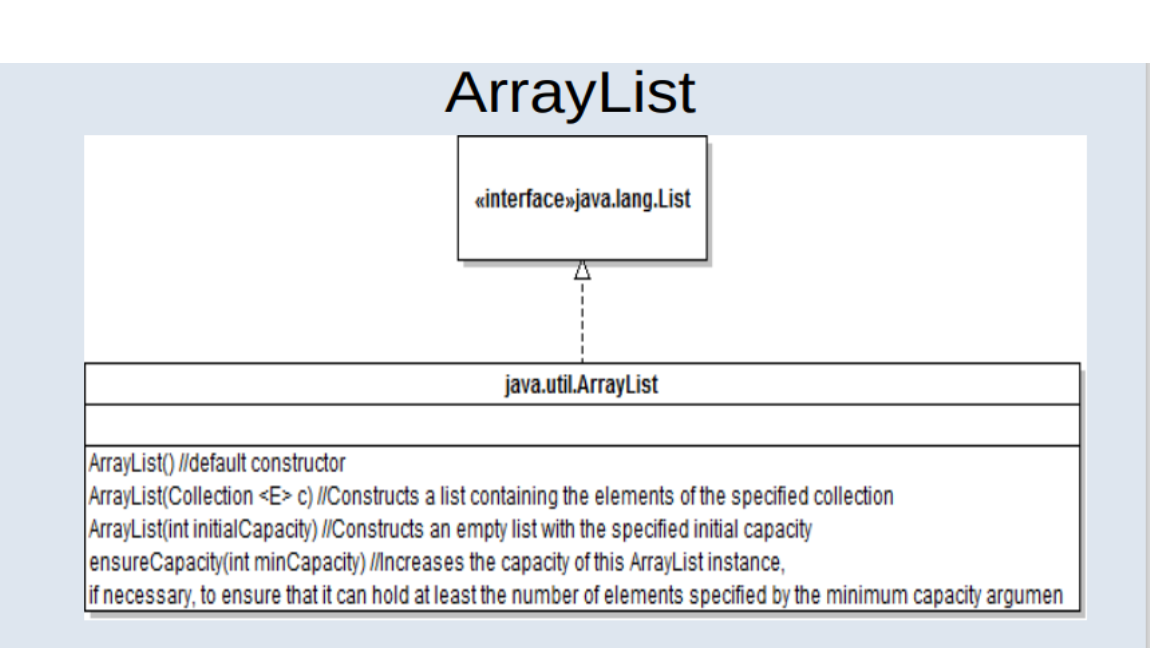 ArrayList
«interface»java.lang.List
java.util.ArrayList
ArrayList() //default constructor
ArrayList(Collection <E> c) //Constructs a list containing the elements of the specified collection
ArrayList(int initialCapacity) //Constructs an empty list with the specified initial capacity
ensureCapacity(int minCapacity) //Increases the capacity of this ArrayList instance,
if necessary, to ensure that it can hold at least the number of elements specified by the minimum capacity argumen